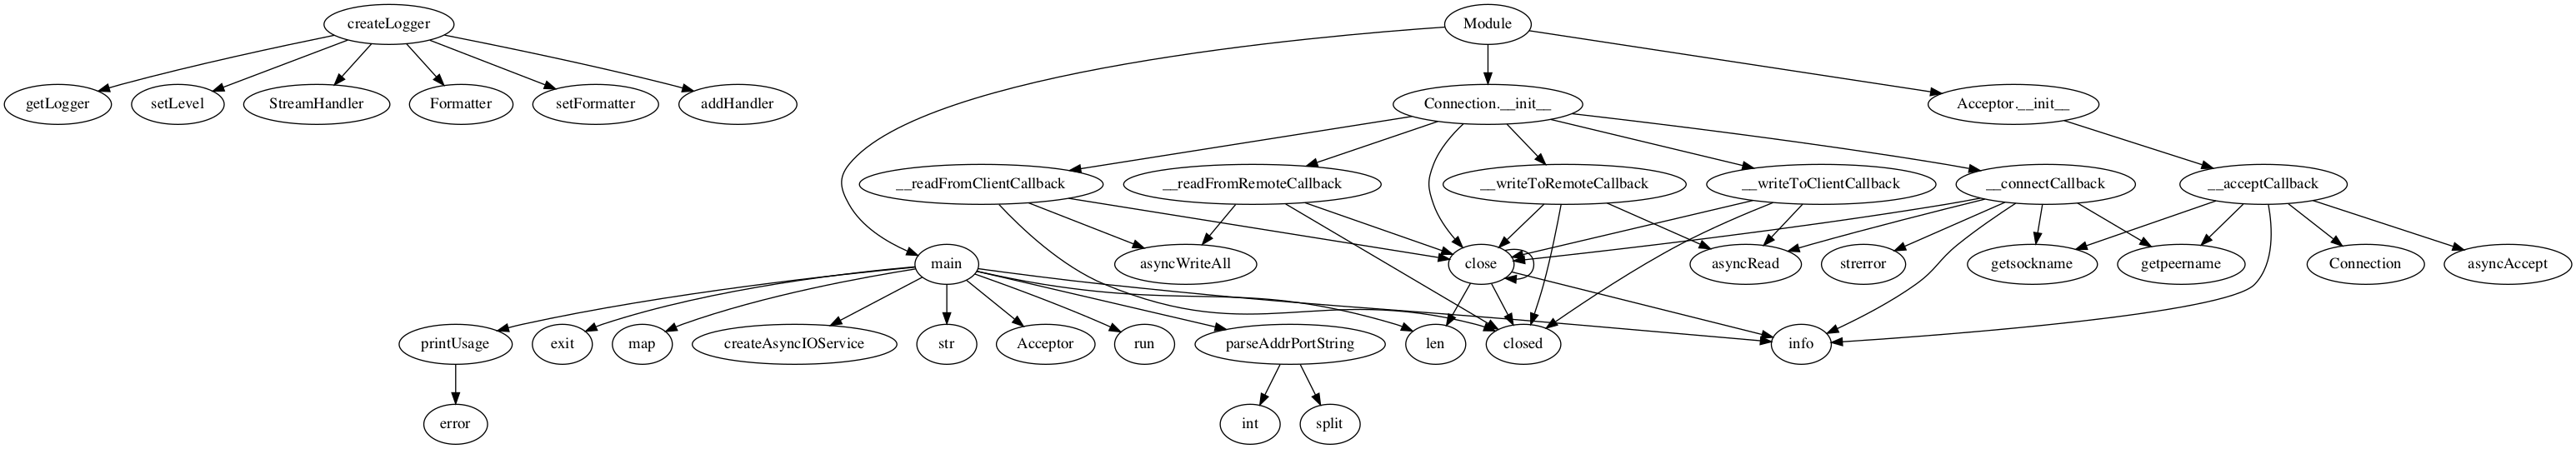 createLogger
Module
getLogger
setLevel
StreamHandler
Formatter
setFormatter
addHandler
Connection.__init__
Acceptor.__init__
__readFromClientCallback
__readFromRemoteCallback
__writeToRemoteCallback
__writeToClientCallback
__connectCallback
__acceptCallback
main
asyncWriteAll
close
asyncRead
strerror
getsockname
getpeername
Connection
asyncAccept
printUsage
exit
map
createAsyncIOService
str
Acceptor
run
parseAddrPortString
len
closed
info
error
int
split